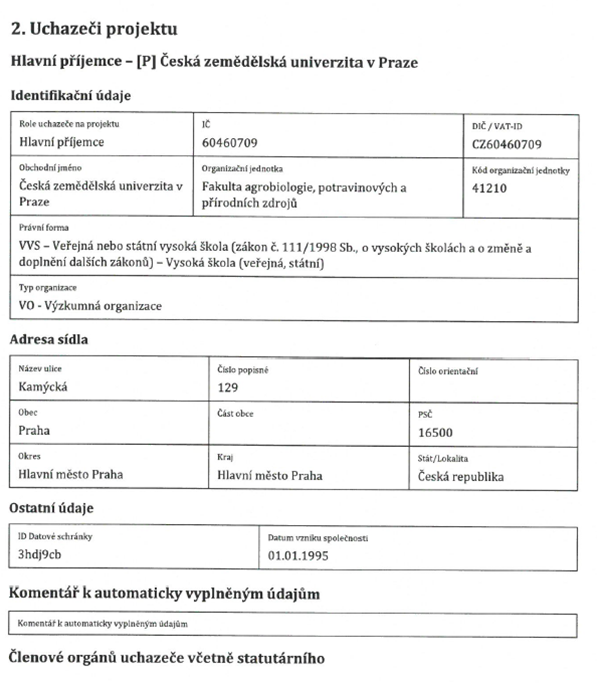 2. Uchazeči projektu
Hlavní příjemce – [P] Česká zemědělská univerzita v Praze
Identifikační údaje
Role uchazeče na projektu
Hlavní příjemce
IČ
60460709
DIČ / VAT-ID
CZ60460709
Obchodní jméno
Česká zemědělská univerzita v
Praze
Organizační jednotka
Fakulta agrobiologie, potravinových a
přírodních zdrojů
Kód organizační jednotky
41210
Právní forma
VVS – Veřejná nebo státní vysoká škola (zákon č. 111/1998 Sb., o vysokých školách a o změně a
doplnění dalších zákonů) – Vysoká škola (veřejná, státní)
Typ organizace
VO - Výzkumná organizace
Adresa sídla
Název ulice
Kamýcká
Číslo popisné
129
Číslo orientační
Obec
Praha
Část obce
PSČ
16500
Okres
Hlavní město Praha
Kraj
Hlavní město Praha
Stát/Lokalita
Česká republika
Ostatní údaje
ID Datové schránky
3hdj9cb
Datum vzniku společnosti
01.01.1995
Komentář k automaticky vyplněným údajům
Komentář k automaticky vyplněným údajům
Členové orgánů uchazeče včetně statutárního